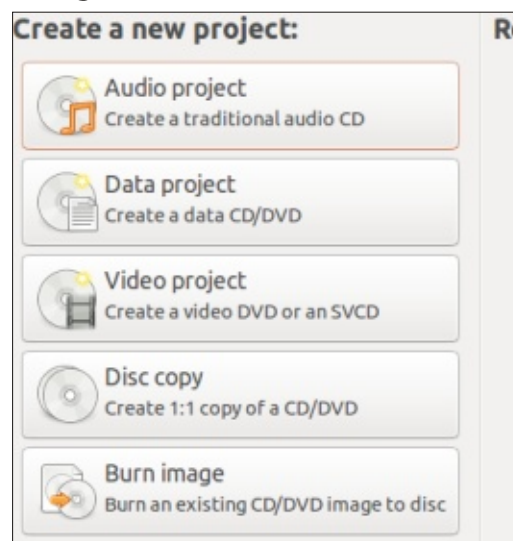 Create a new project:
Audio project
Create a traditional audio CD
Data project
Create a data CD/DVD
Video project
Create a video DVD or an SVCD
Disc copy
Create 1:1 copy of a CD/DVD
Burn image
Burn an existing CD/DVD image to disc